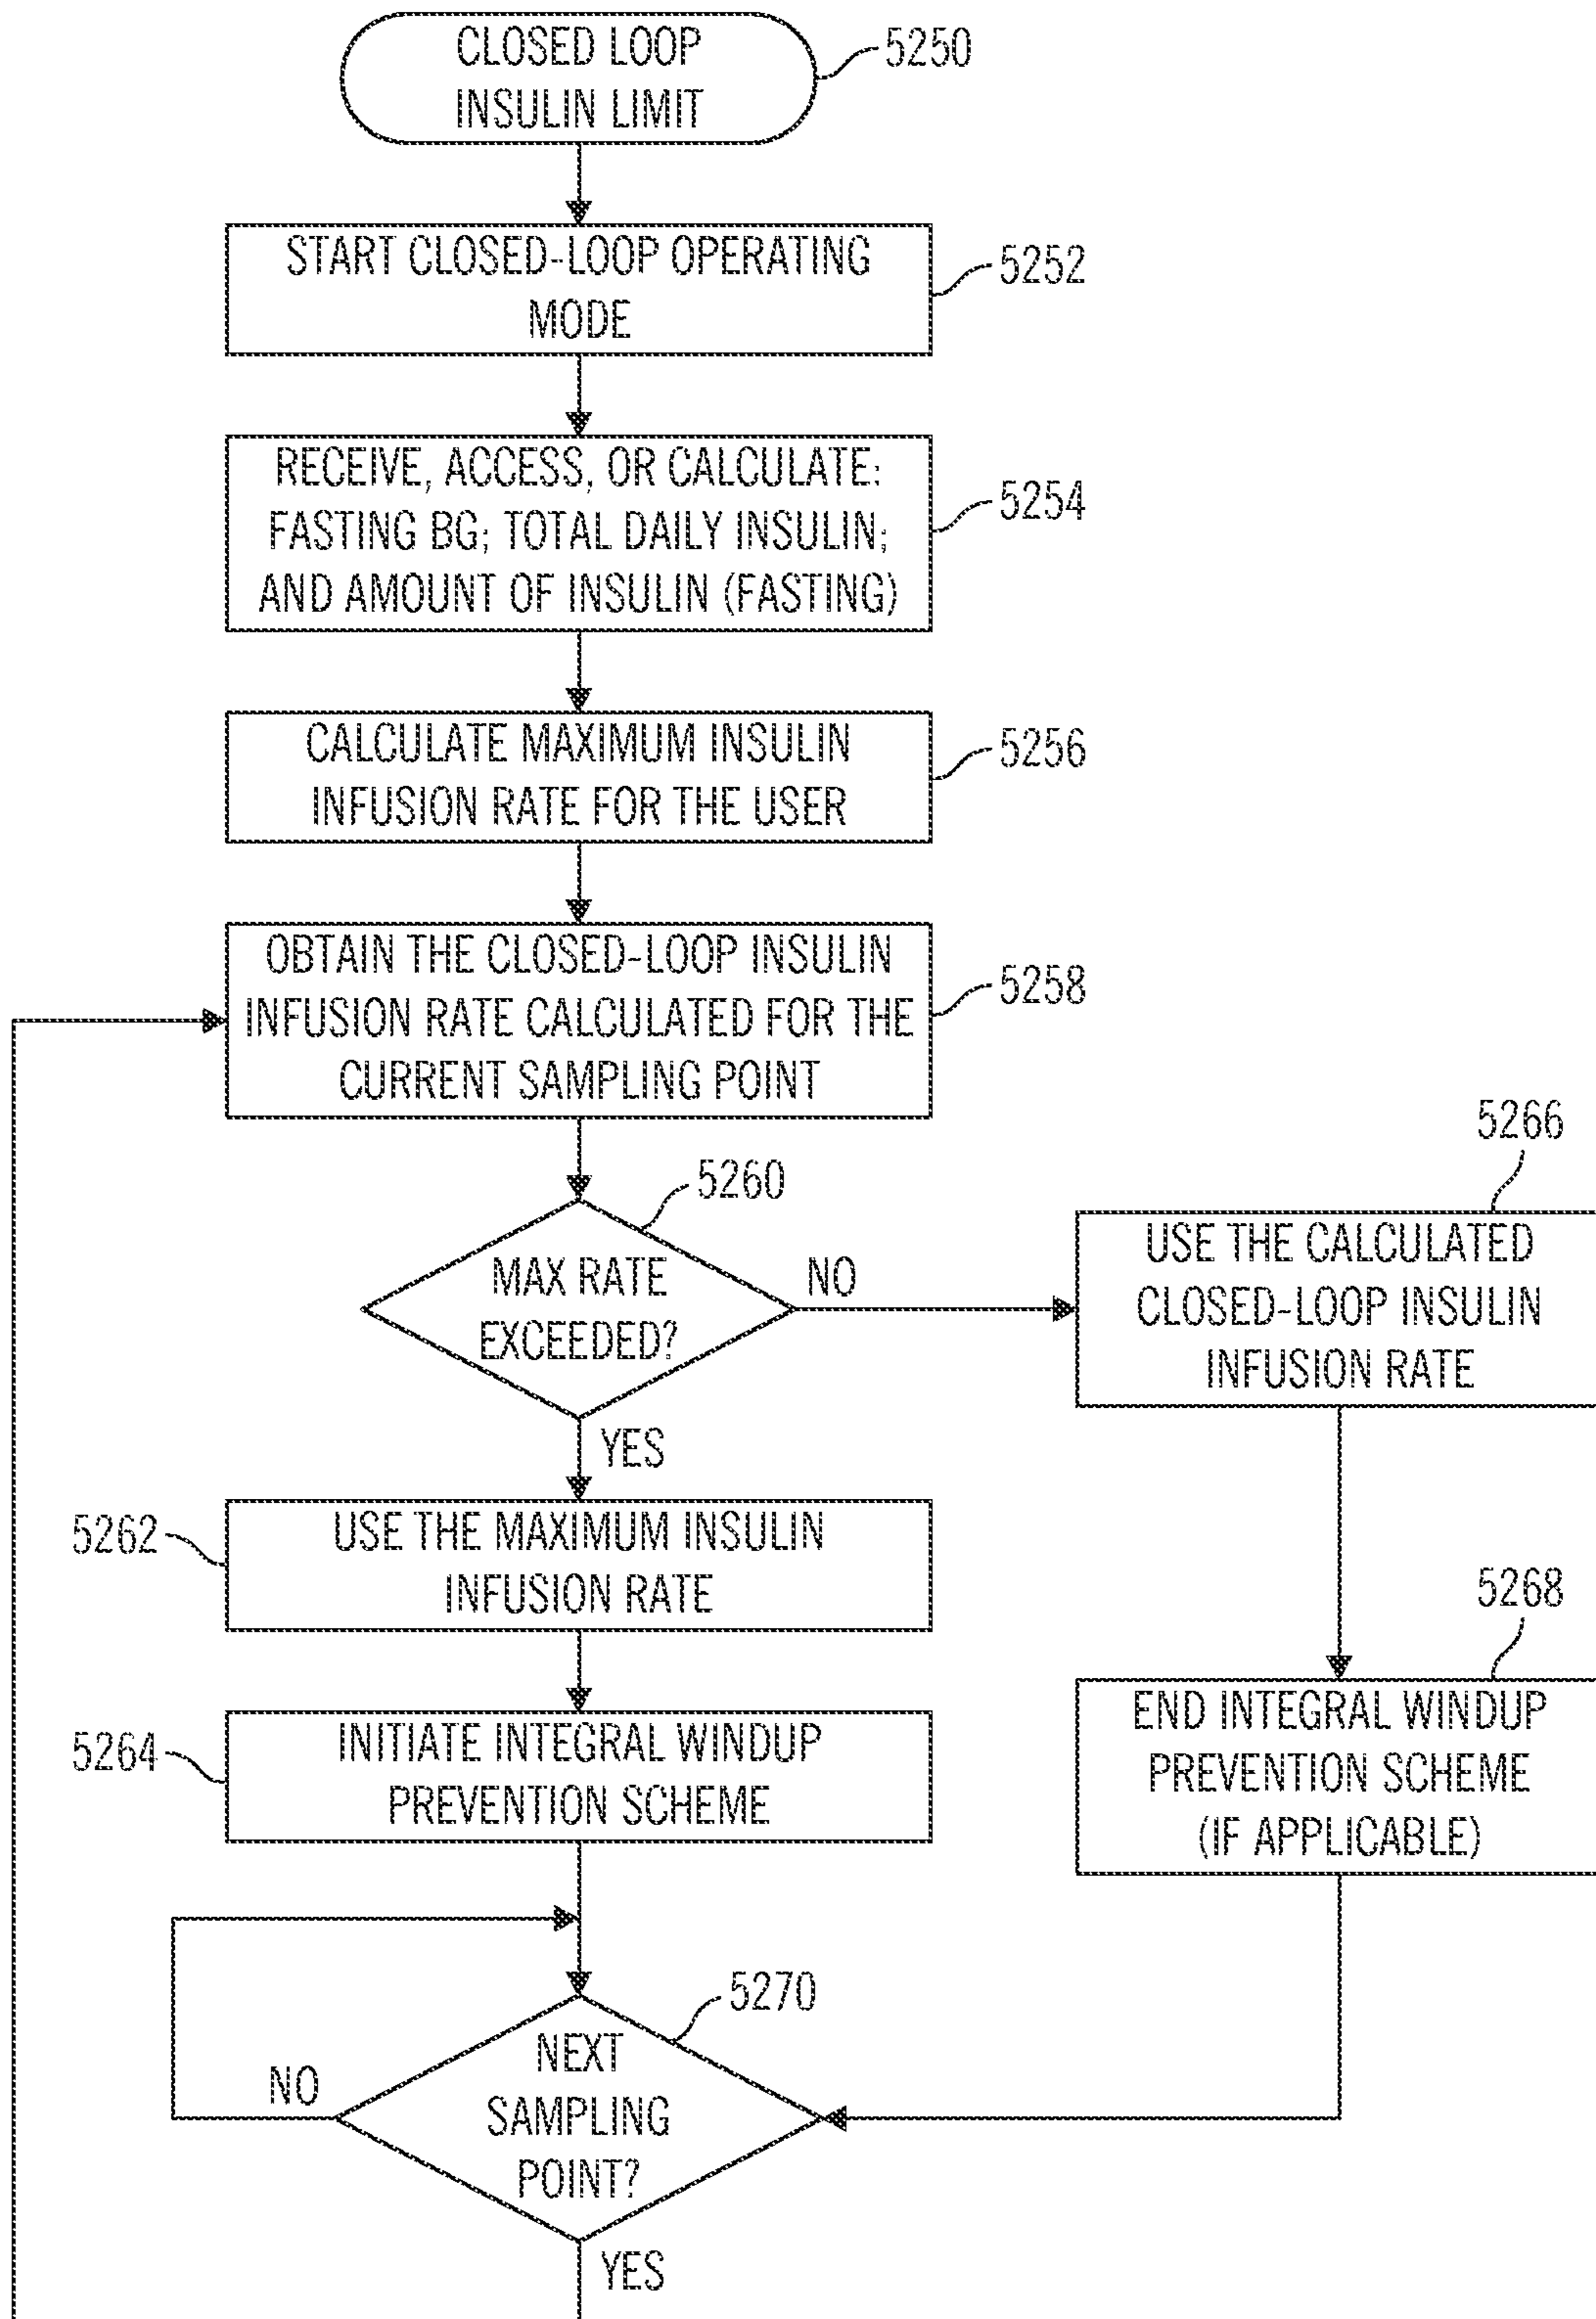 CLOSED LOOP
INSULIN LIMIT
5250
START CLOSED-LOOP OPERATING
MODE
5252
RECEIVE, ACCESS, OR CALCULATE:
FASTING BG; TOTAL DAILY INSULIN;
AND AMOUNT OF INSULIN (FASTING)
5254
CALCULATE MAXIMUM INSULIN
INFUSION RATE FOR THE USER
5256
OBTAIN THE CLOSED-LOOP INSULIN
INFUSION RATE CALCULATED FOR THE
CURRENT SAMPLING POINT
5258
5260
MAX RATE
EXCEEDED?
NO
YES
5266
USE THE CALCULATED
CLOSED-LOOP INSULIN
INFUSION RATE
5262
USE THE MAXIMUM INSULIN
INFUSION RATE
5268
END INTEGRAL WINDUP
PREVENTION SCHEME
(IF APPLICABLE)
5264
INITIATE INTEGRAL WINDUP
PREVENTION SCHEME
5270
NEXT
SAMPLING
POINT?
NO
YES